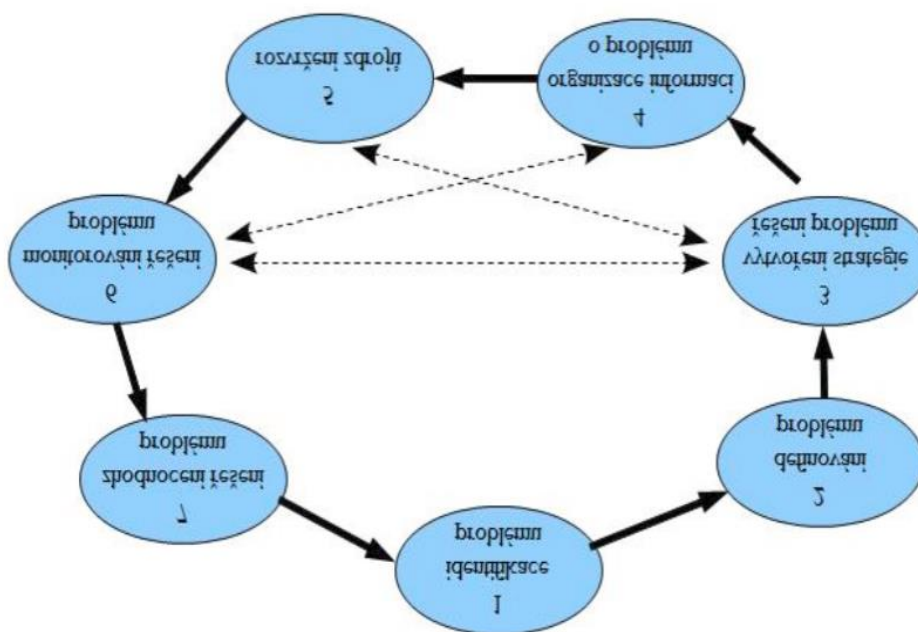 1
identifikace
problému
2
definování
problému
3
vytvoření strategie
řešení problému
4
organizace informací
o problému
5
rozvržení zdrojů
6
monitorování řešení
problému
7
zhodnocení řešení
problému